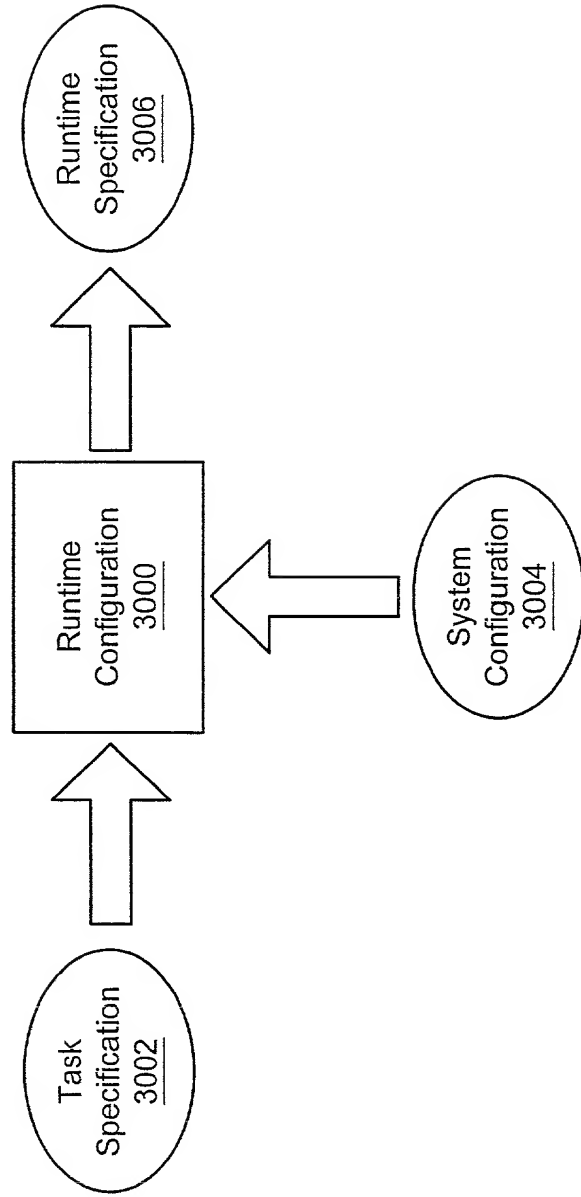 Task
Specification
3002
Runtime
Configuration
3000
System
Configuration
3004
Runtime
Specification
3006